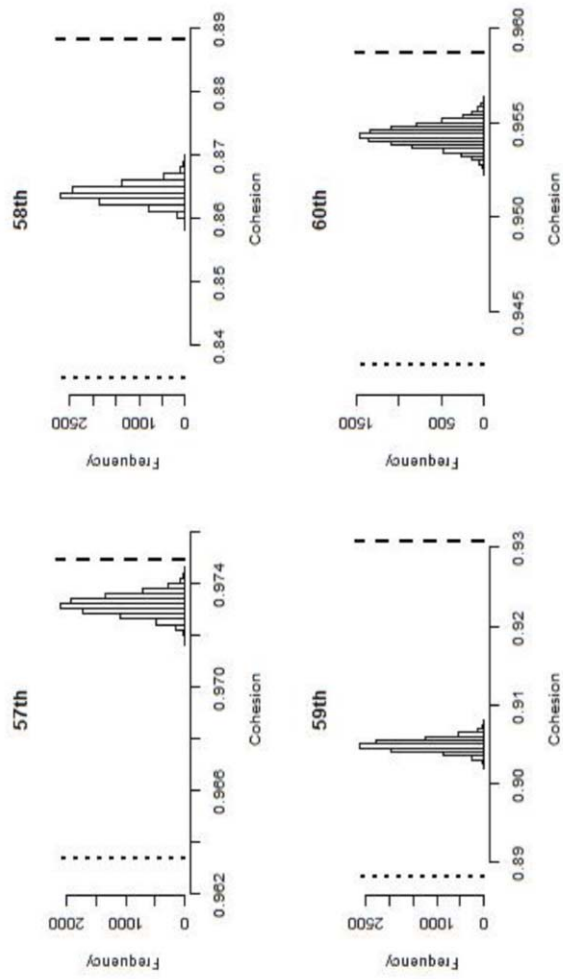 57th
Frequency
2000
1000
0
0.962
0.966
0.970
0.974
Cohesion
58th
Frequency
2500
1000
0
0.84
0.85
0.86
0.87
0.88
0.89
Cohesion
59th
Frequency
2500
1000
0
0.89
0.90
0.91
0.92
0.93
Cohesion
60th
Frequency
1500
500
0
0.945
0.950
0.955
0.960
Cohesion